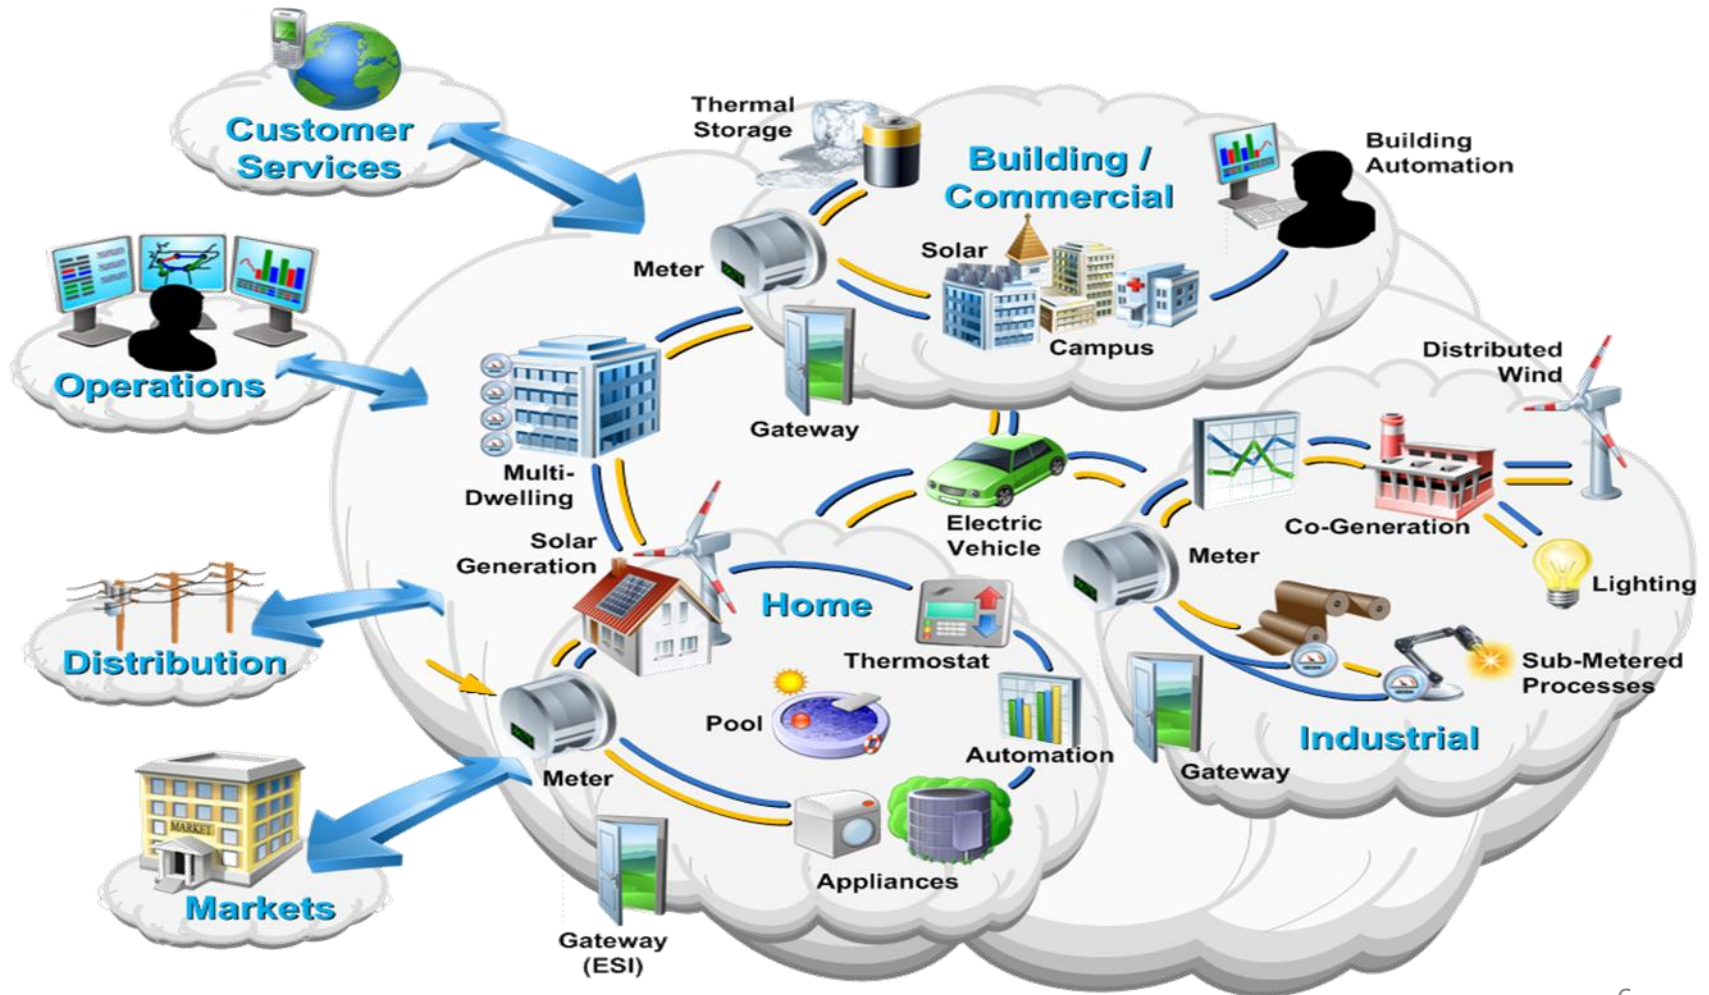 Customer
Services
Thermal
Storage
Building /
Commercial
Building
Automation
Solar
Meter
Campus
Gateway
Operations
Multi-
Dwelling
Distributed
Wind
Electric
Vehicle
Co-Generation
Meter
Lighting
Solar
Generation
Home
Thermostat
Sub-Metered
Processes
Distribution
Pool
Automation
Industrial
Gateway
Meter
MARKET
Markets
Appliances
Gateway
(ESI)